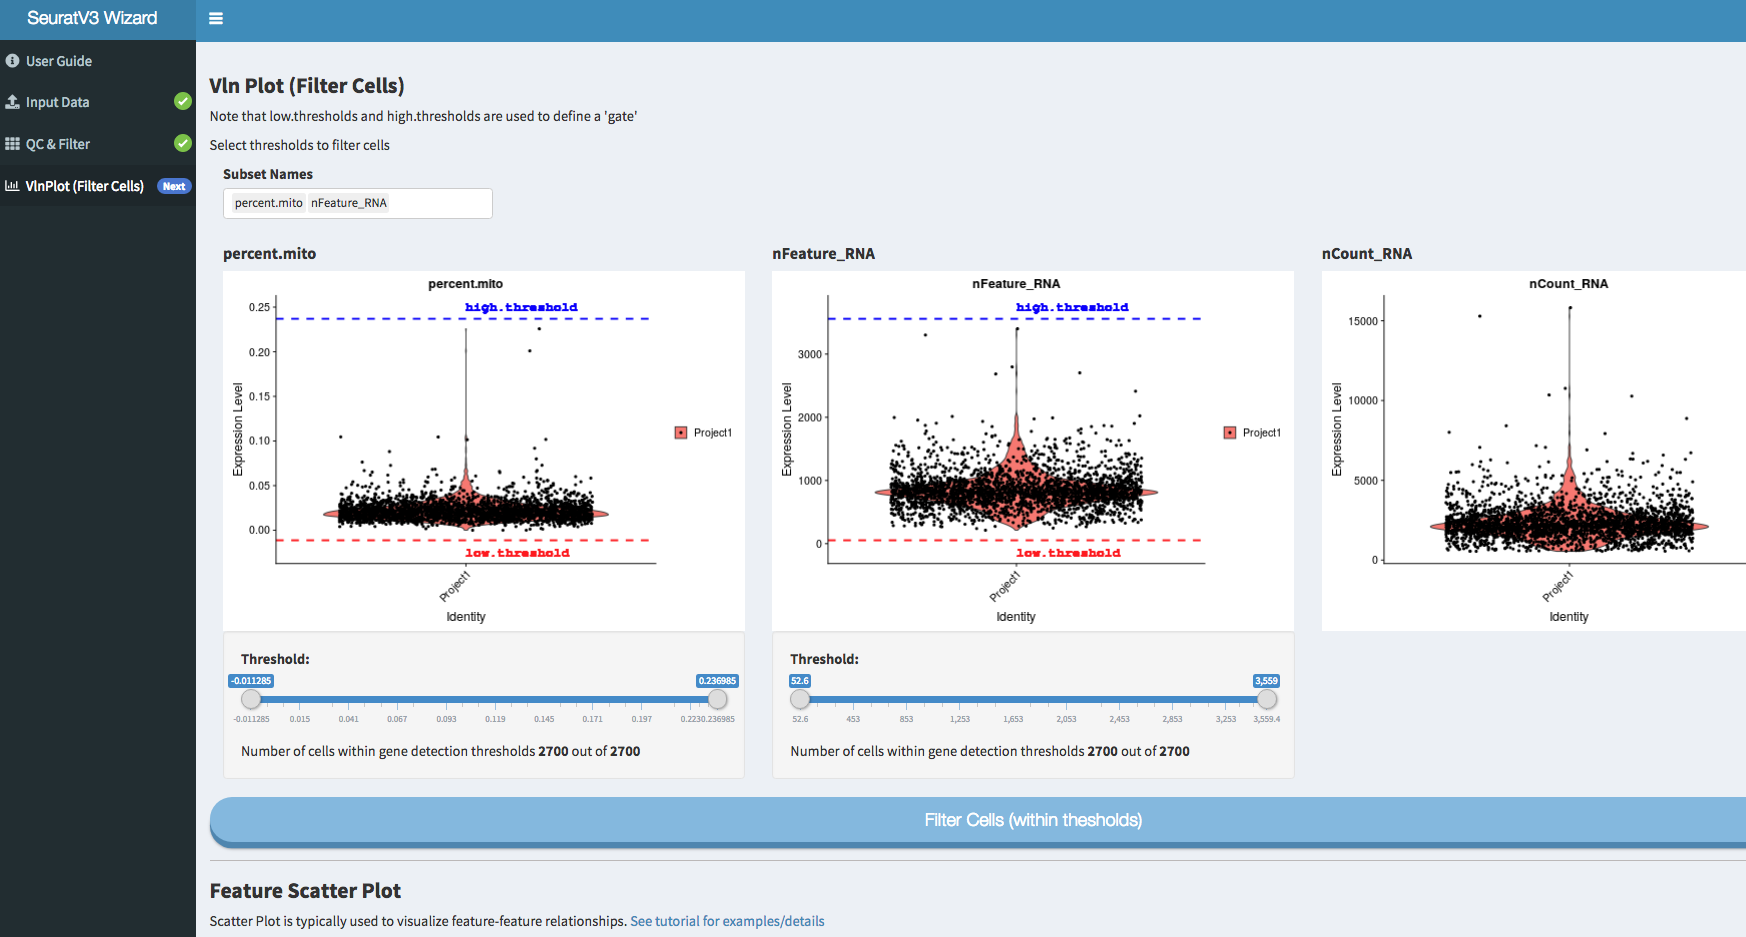 SeuratV3 Wizard
User Guide
Input Data
QC & Filter
VlnPlot (Filter Cells) Next
Vln Plot (Filter Cells)
Note that low.thresholds and high.thresholds are used to define a 'gate'
Select thresholds to filter cells
Subset Names
percent.mito nFeature_RNA
percent.mito
percent.mito
high.threshold
0.25
0.20
0.15
0.10
0.05
0.00
Expression Level
Project1
low.threshold
Project1
Identity
Threshold:
-0.011285 0.236985
-0.011285 0.015 0.041 0.067 0.093 0.119 0.145 0.171 0.197 0.2230.236985
Number of cells within gene detection thresholds 2700 out of 2700
nFeature_RNA
nFeature_RNA
high.threshold
3000
2000
1000
0
Expression Level
Project1
low.threshold
Project1
Identity
Threshold:
52.6 3,559
52.6 453 853 1,253 1,653 2,053 2,453 2,853 3,253 3,559.4
Number of cells within gene detection thresholds 2700 out of 2700
nCount_RNA
nCount_RNA
15000
10000
5000
0
Expression Level
Project1
Identity
Filter Cells (within thesholds)
Feature Scatter Plot
Scatter Plot is typically used to visualize feature-feature relationships. See tutorial for examples/details